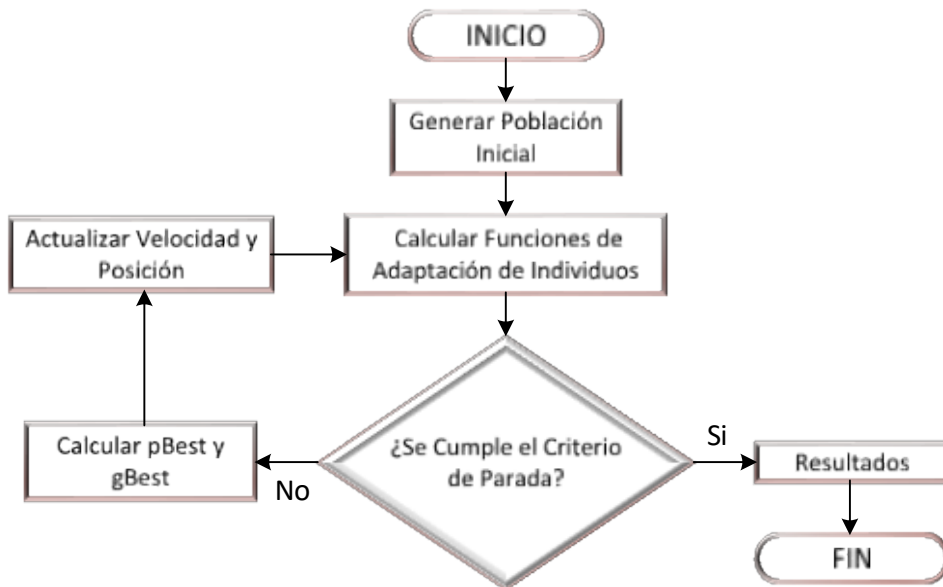 INICIO
Generar Población
Inicial
Actualizar Velocidad y
Posición
Calcular Funciones de
Adaptación de Individuos
Calcular pBest y
gBest
No
¿Se Cumple el Criterio
de Parada?
Si
Resultados
FIN